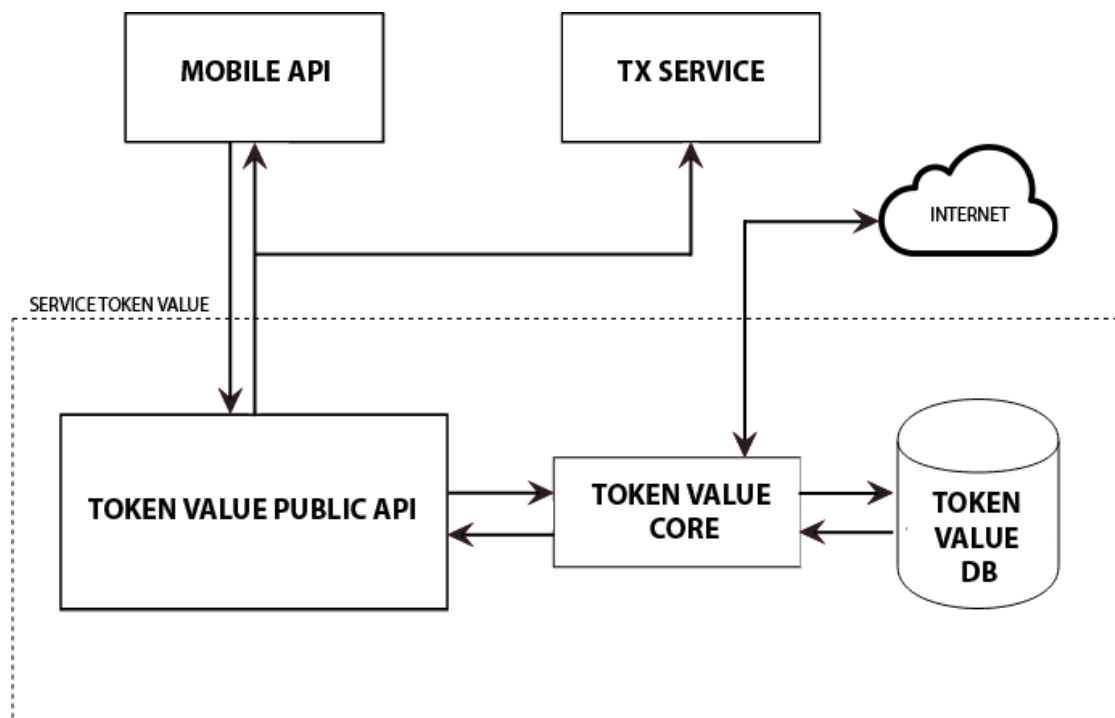 MOBILE API
TX SERVICE
INTERNET
SERVICE TOKEN VALUE
TOKEN VALUE PUBLIC API
TOKEN VALUE
CORE
TOKEN
VALUE
DB